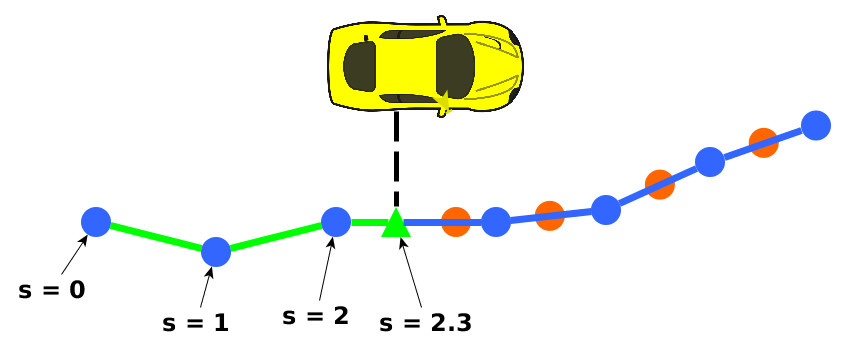 s = 0
s = 1
s = 2
s = 2.3